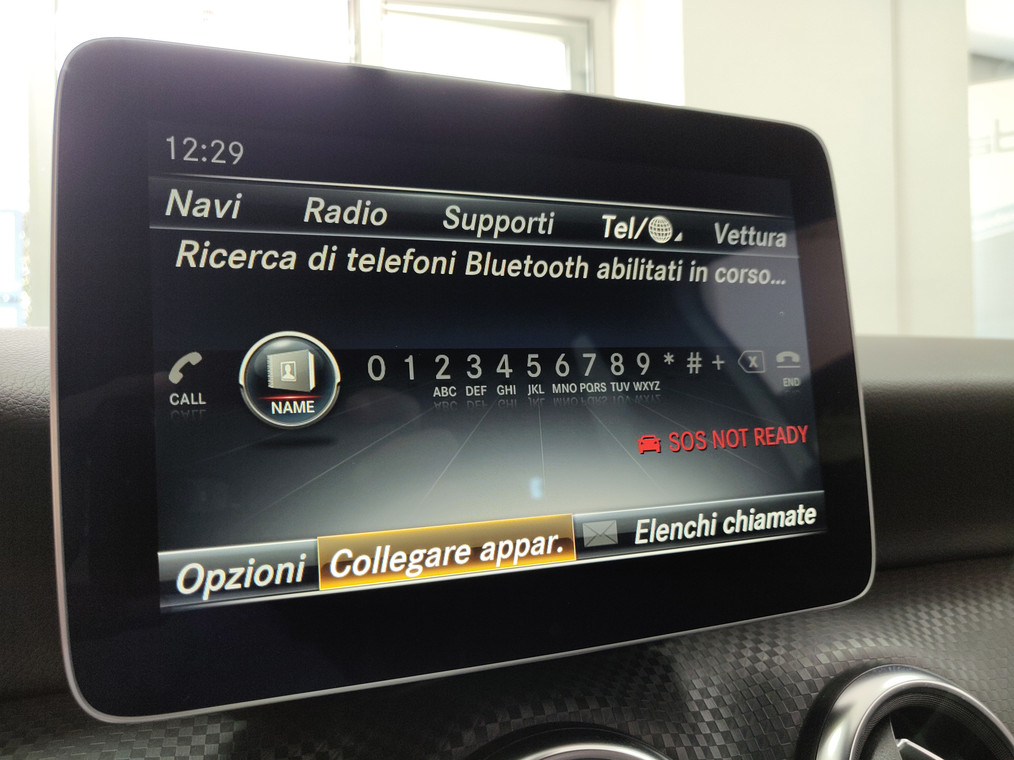 12:29
Navi Radio Supporti Tel/ Vettura
Ricerca di telefoni Bluetooth abilitati in corso...
0 1 2 3 4 5 6 7 8 9 * # +
ABC DEF GHI JKL MNO PQRS TUV WXYZ
CALL NAME END
SOS NOT READY
Opzioni Collegare appar. Elenchi chiamate